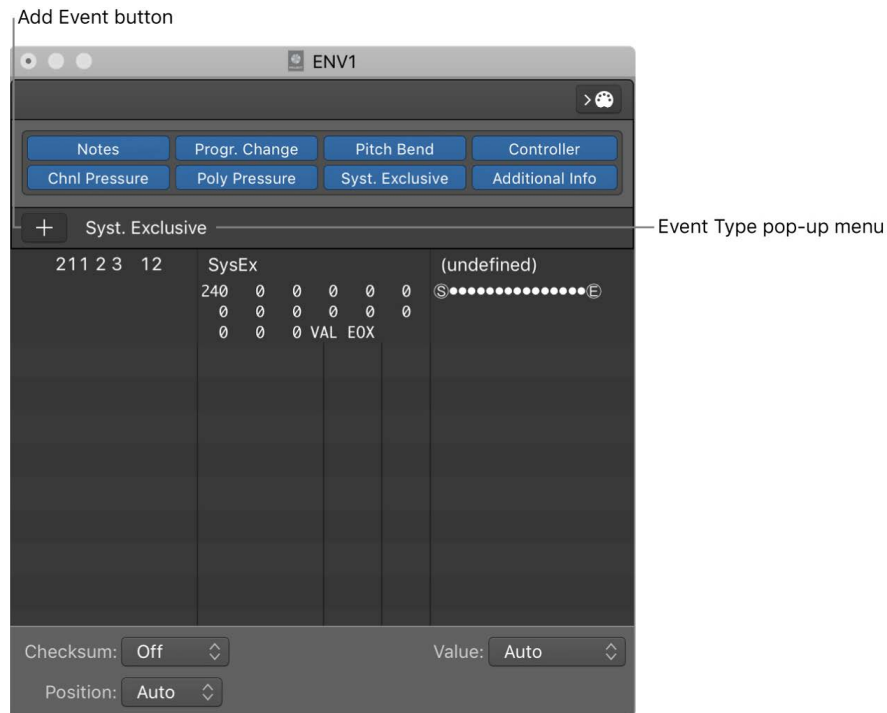 Add Event button
ENV1
Notes Progr. Change Pitch Bend Controller
Chnl Pressure Poly Pressure Syst. Exclusive Additional Info
+ Syst. Exclusive
Event Type pop-up menu
211 2 3 12 SysEx (undefined)
240 0 0 0 0 0 S E
0 0 0 0 0 0
0 0 0 VAL EOX
Checksum: Off Value: Auto
Position: Auto